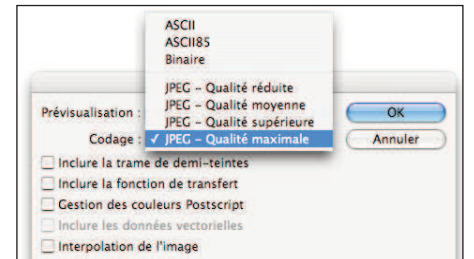 ASCII
ASCII85
Binaire
JPEG – Qualité réduite
JPEG – Qualité moyenne
JPEG – Qualité supérieure
✓ JPEG – Qualité maximale
Prévisualisation :
OK
Codage :
Annuler
Inclure la trame de demi-teintes
Inclure la fonction de transfert
Gestion des couleurs Postscript
Inclure les données vectorielles
Interpolation de l'image